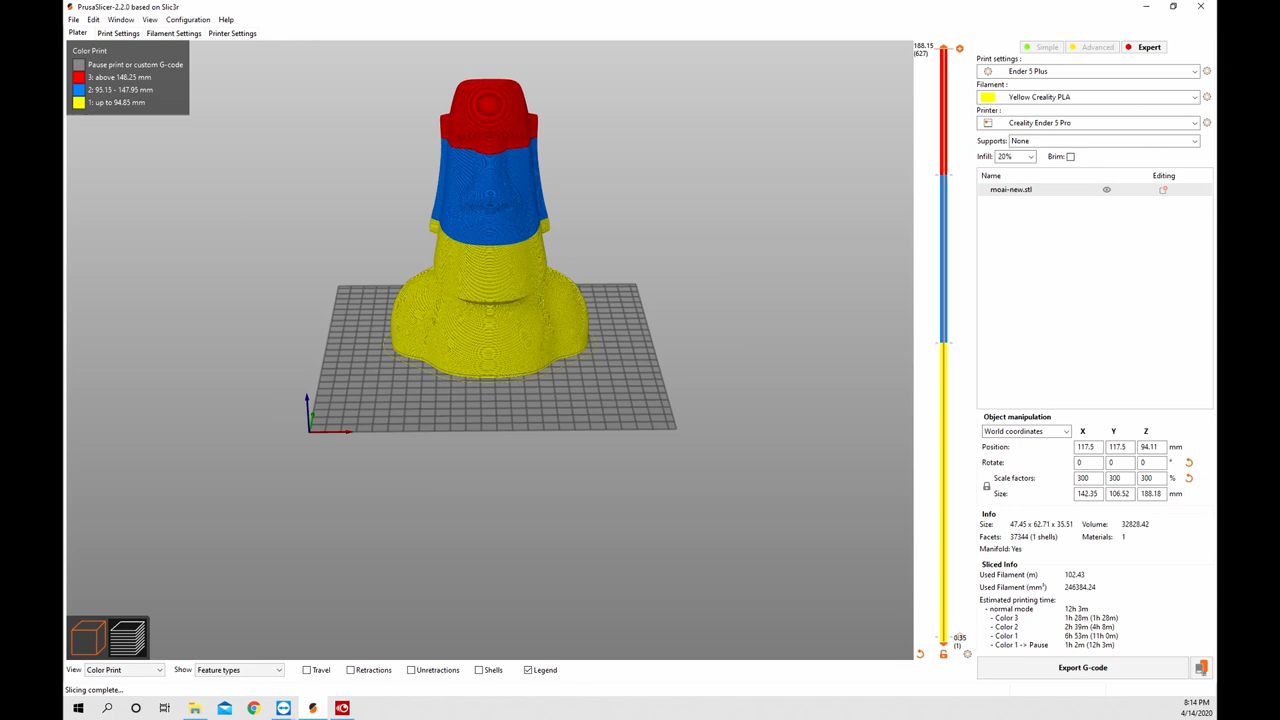 PrusaSlicer-2.2.0 based on Slic3r
File Edit Window View Configuration Help
Plater Print Settings Filament Settings Printer Settings
Color Print
Pause print or custom G-code
3: above 148.25 mm
2: 95.15 - 147.95 mm
1: up to 94.85 mm
188.15
(627)
0.35
(1)
Simple Advanced Expert
Print settings:
Ender 5 Plus
Filament:
Yellow Creality PLA
Printer:
Creality Ender 5 Pro
Supports: None
Infill: 20% Brim:
Name Editing
moai-new.stl
Object manipulation
World coordinates X Y Z
Position: 117.5 117.5 94.11 mm
Rotate: 0 0 0 °
Scale factors: 300 300 300 %
Size: 142.35 106.52 188.18 mm
Info
Size: 47.45 x 62.71 x 35.51 Volume: 32828.42
Facets: 37344 (1 shells) Materials: 1
Manifold: Yes
Sliced Info
Used Filament (m) 102.43
Used Filament (mm³) 246384.24
Estimated printing time:
- normal mode 12h 3m
- Color 3 1h 28m (1h 28m)
- Color 2 2h 39m (4h 8m)
- Color 1 6h 53m (11h 0m)
- Color 1 -> Pause 1h 2m (12h 3m)
Export G-code
View Color Print Show Feature types Travel Retractions Unretractions Shells Legend
Slicing complete...
8:14 PM
4/14/2020